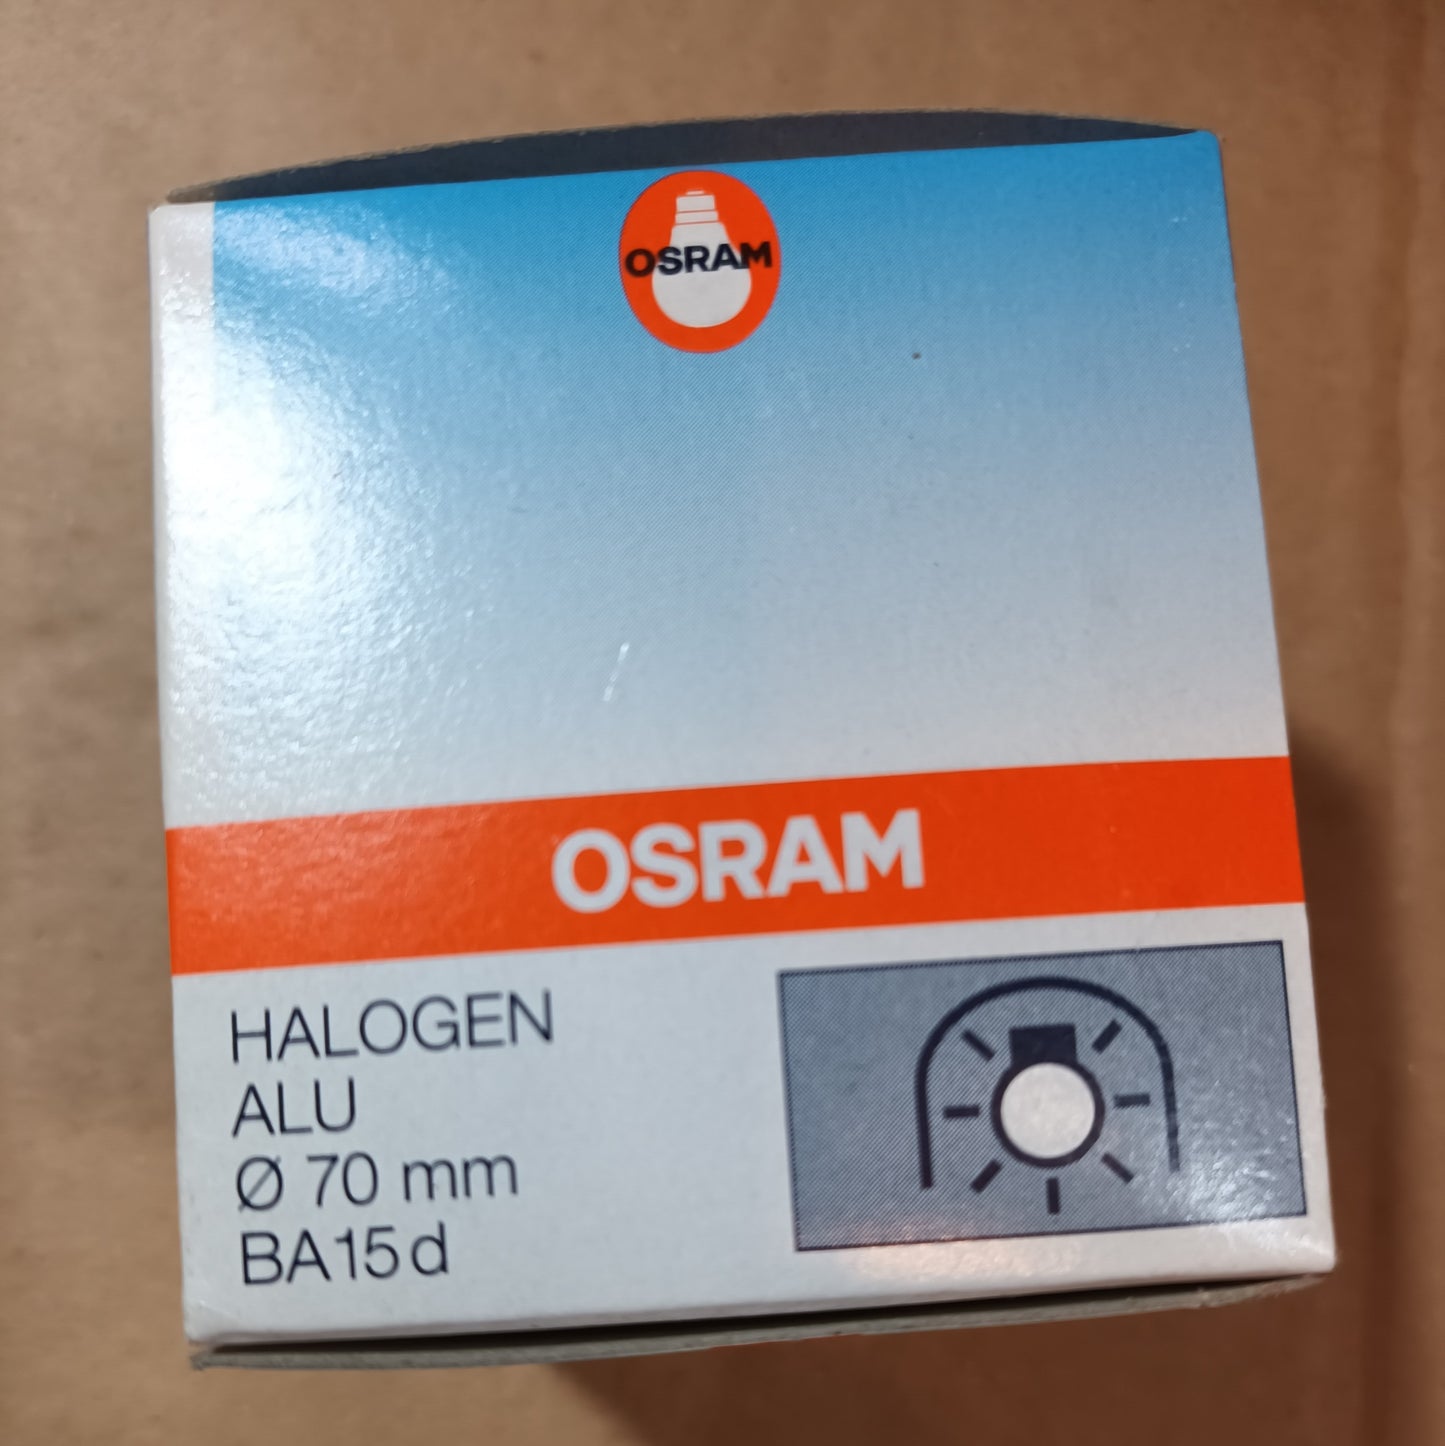 OSRAM
OSRAM
HALOGEN
ALU
Ø 70 mm
BA15d